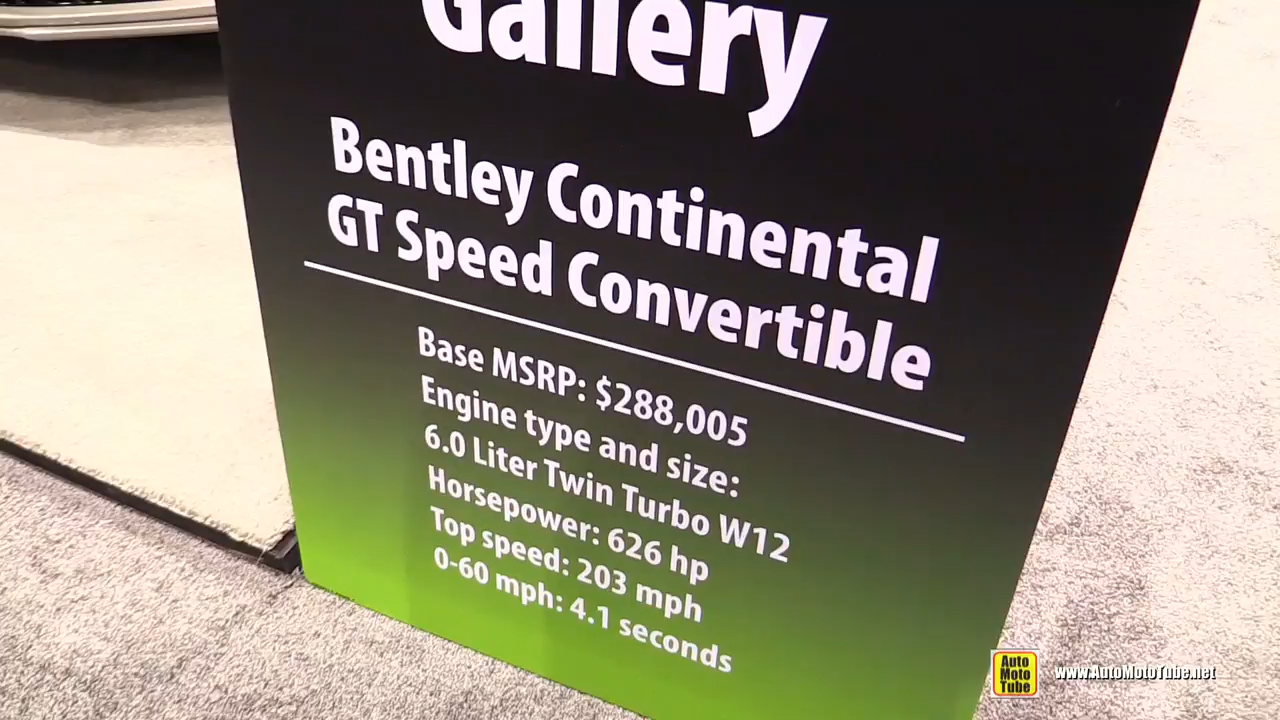 Gallery
Bentley Continental
GT Speed Convertible
Base MSRP: $288,005
Engine type and size:
6.0 Liter Twin Turbo W12
Horsepower: 626 hp
Top speed: 203 mph
0-60 mph: 4.1 seconds
Auto
Moto
Tube
www.AutoMotoTube.net